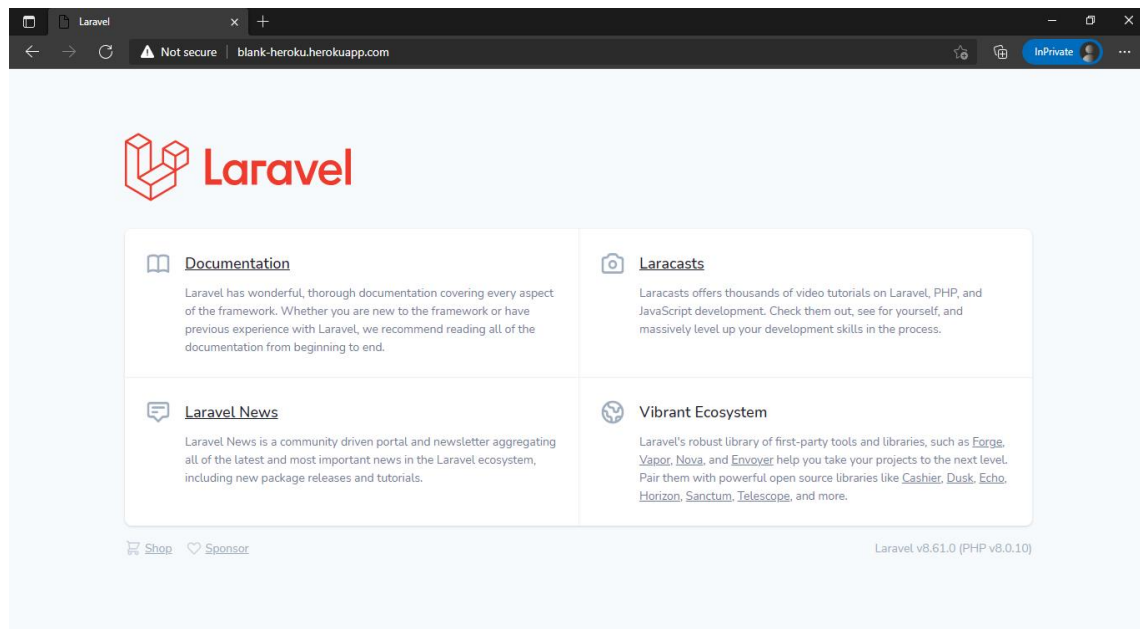 Laravel
Not secure | blank-heroku.herokuapp.com
InPrivate
Laravel
Documentation
Laravel has wonderful, thorough documentation covering every aspect
of the framework. Whether you are new to the framework or have
previous experience with Laravel, we recommend reading all of the
documentation from beginning to end.
Laracasts
Laracasts offers thousands of video tutorials on Laravel, PHP, and
JavaScript development. Check them out, see for yourself, and
massively level up your development skills in the process.
Laravel News
Laravel News is a community driven portal and newsletter aggregating
all of the latest and most important news in the Laravel ecosystem,
including new package releases and tutorials.
Vibrant Ecosystem
Laravel's robust library of first-party tools and libraries, such as Forge,
Vapor, Nova, and Envoyer help you take your projects to the next level.
Pair them with powerful open source libraries like Cashier, Dusk, Echo,
Horizon, Sanctum, Telescope, and more.
Shop Sponsor
Laravel v8.61.0 (PHP v8.0.10)